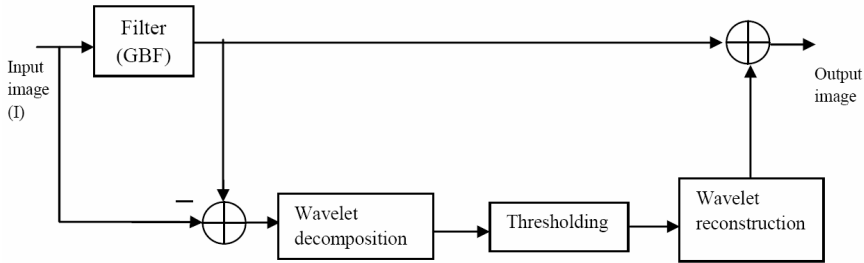 Filter
(GBF)
Input
image
(I)
Output
image
–
Wavelet
decomposition
Thresholding
Wavelet
reconstruction